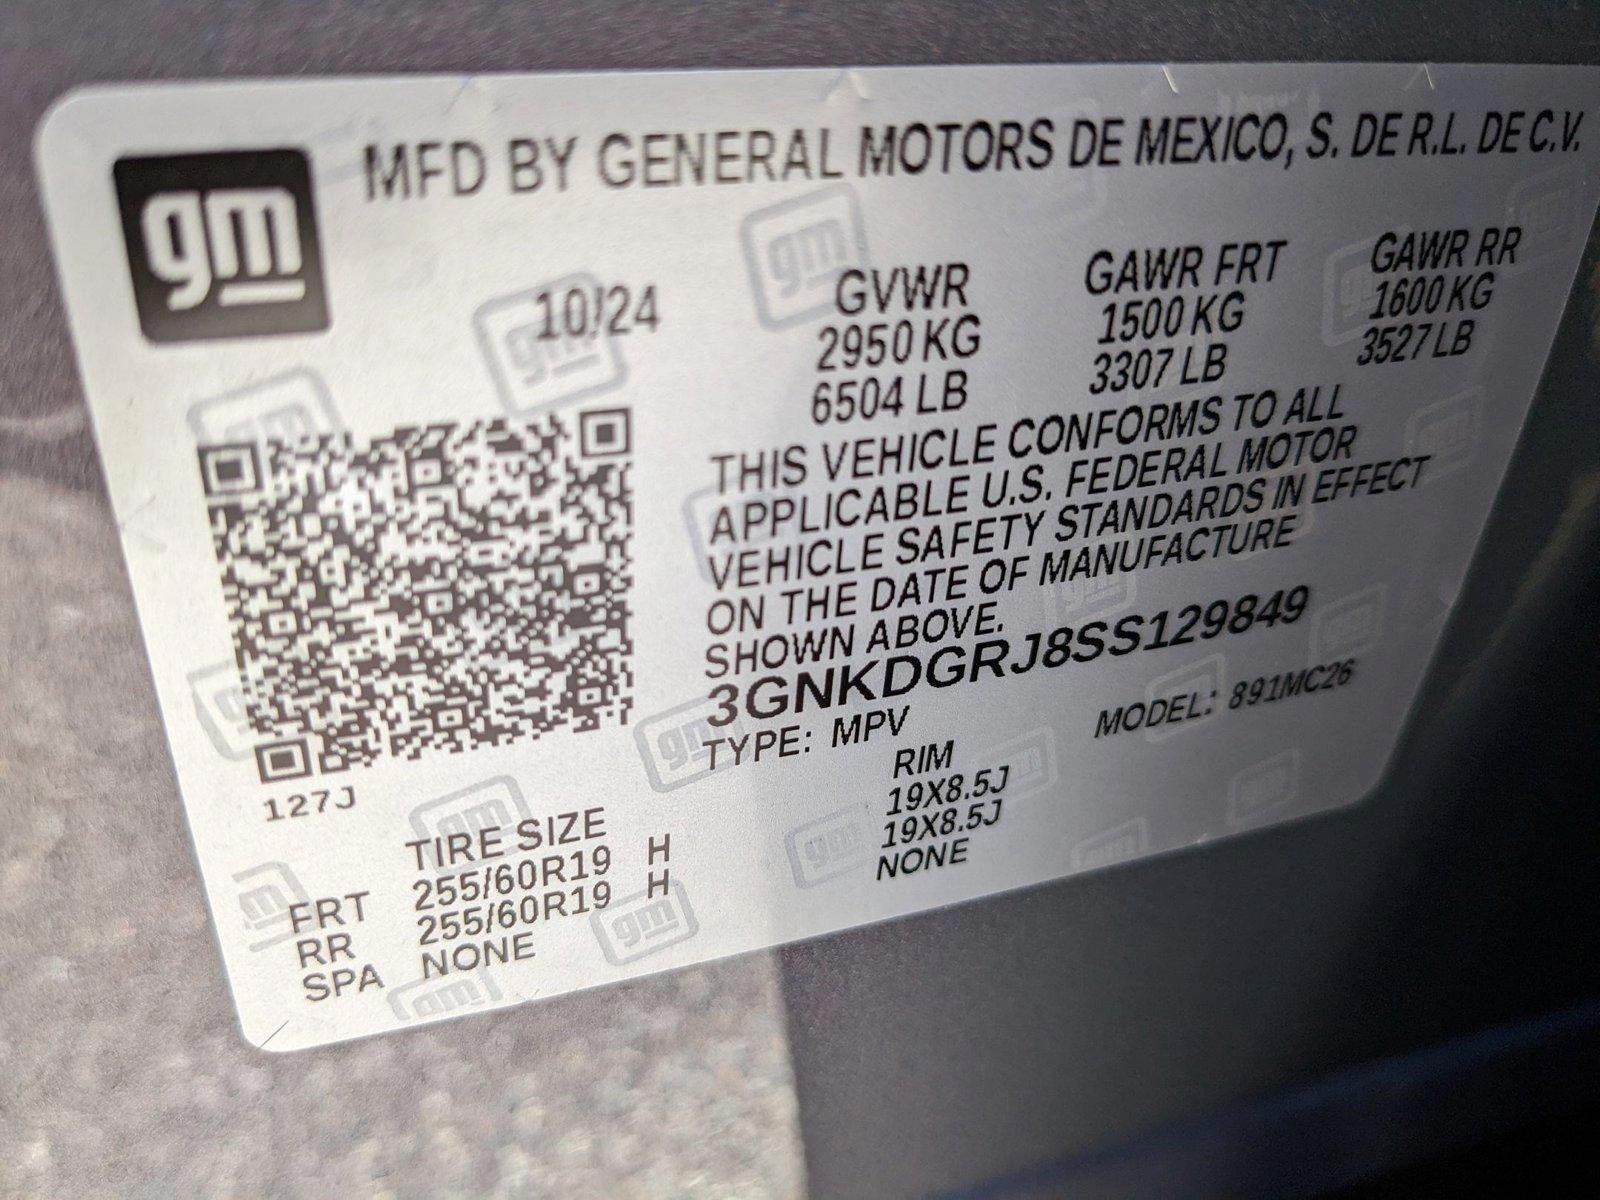 gm
MFD BY GENERAL MOTORS DE MEXICO, S. DE R.L. DE C.V.
10/24
GVWR
2950 KG
6504 LB
GAWR FRT
1500 KG
3307 LB
GAWR RR
1600 KG
3527 LB
THIS VEHICLE CONFORMS TO ALL
APPLICABLE U.S. FEDERAL MOTOR
VEHICLE SAFETY STANDARDS IN EFFECT
ON THE DATE OF MANUFACTURE
SHOWN ABOVE.
3GNKDGRJ8SS129849
TYPE: MPV MODEL: 891MC26
127J
TIRE SIZE RIM
FRT 255/60R19 H 19X8.5J
RR 255/60R19 H 19X8.5J
SPA NONE NONE